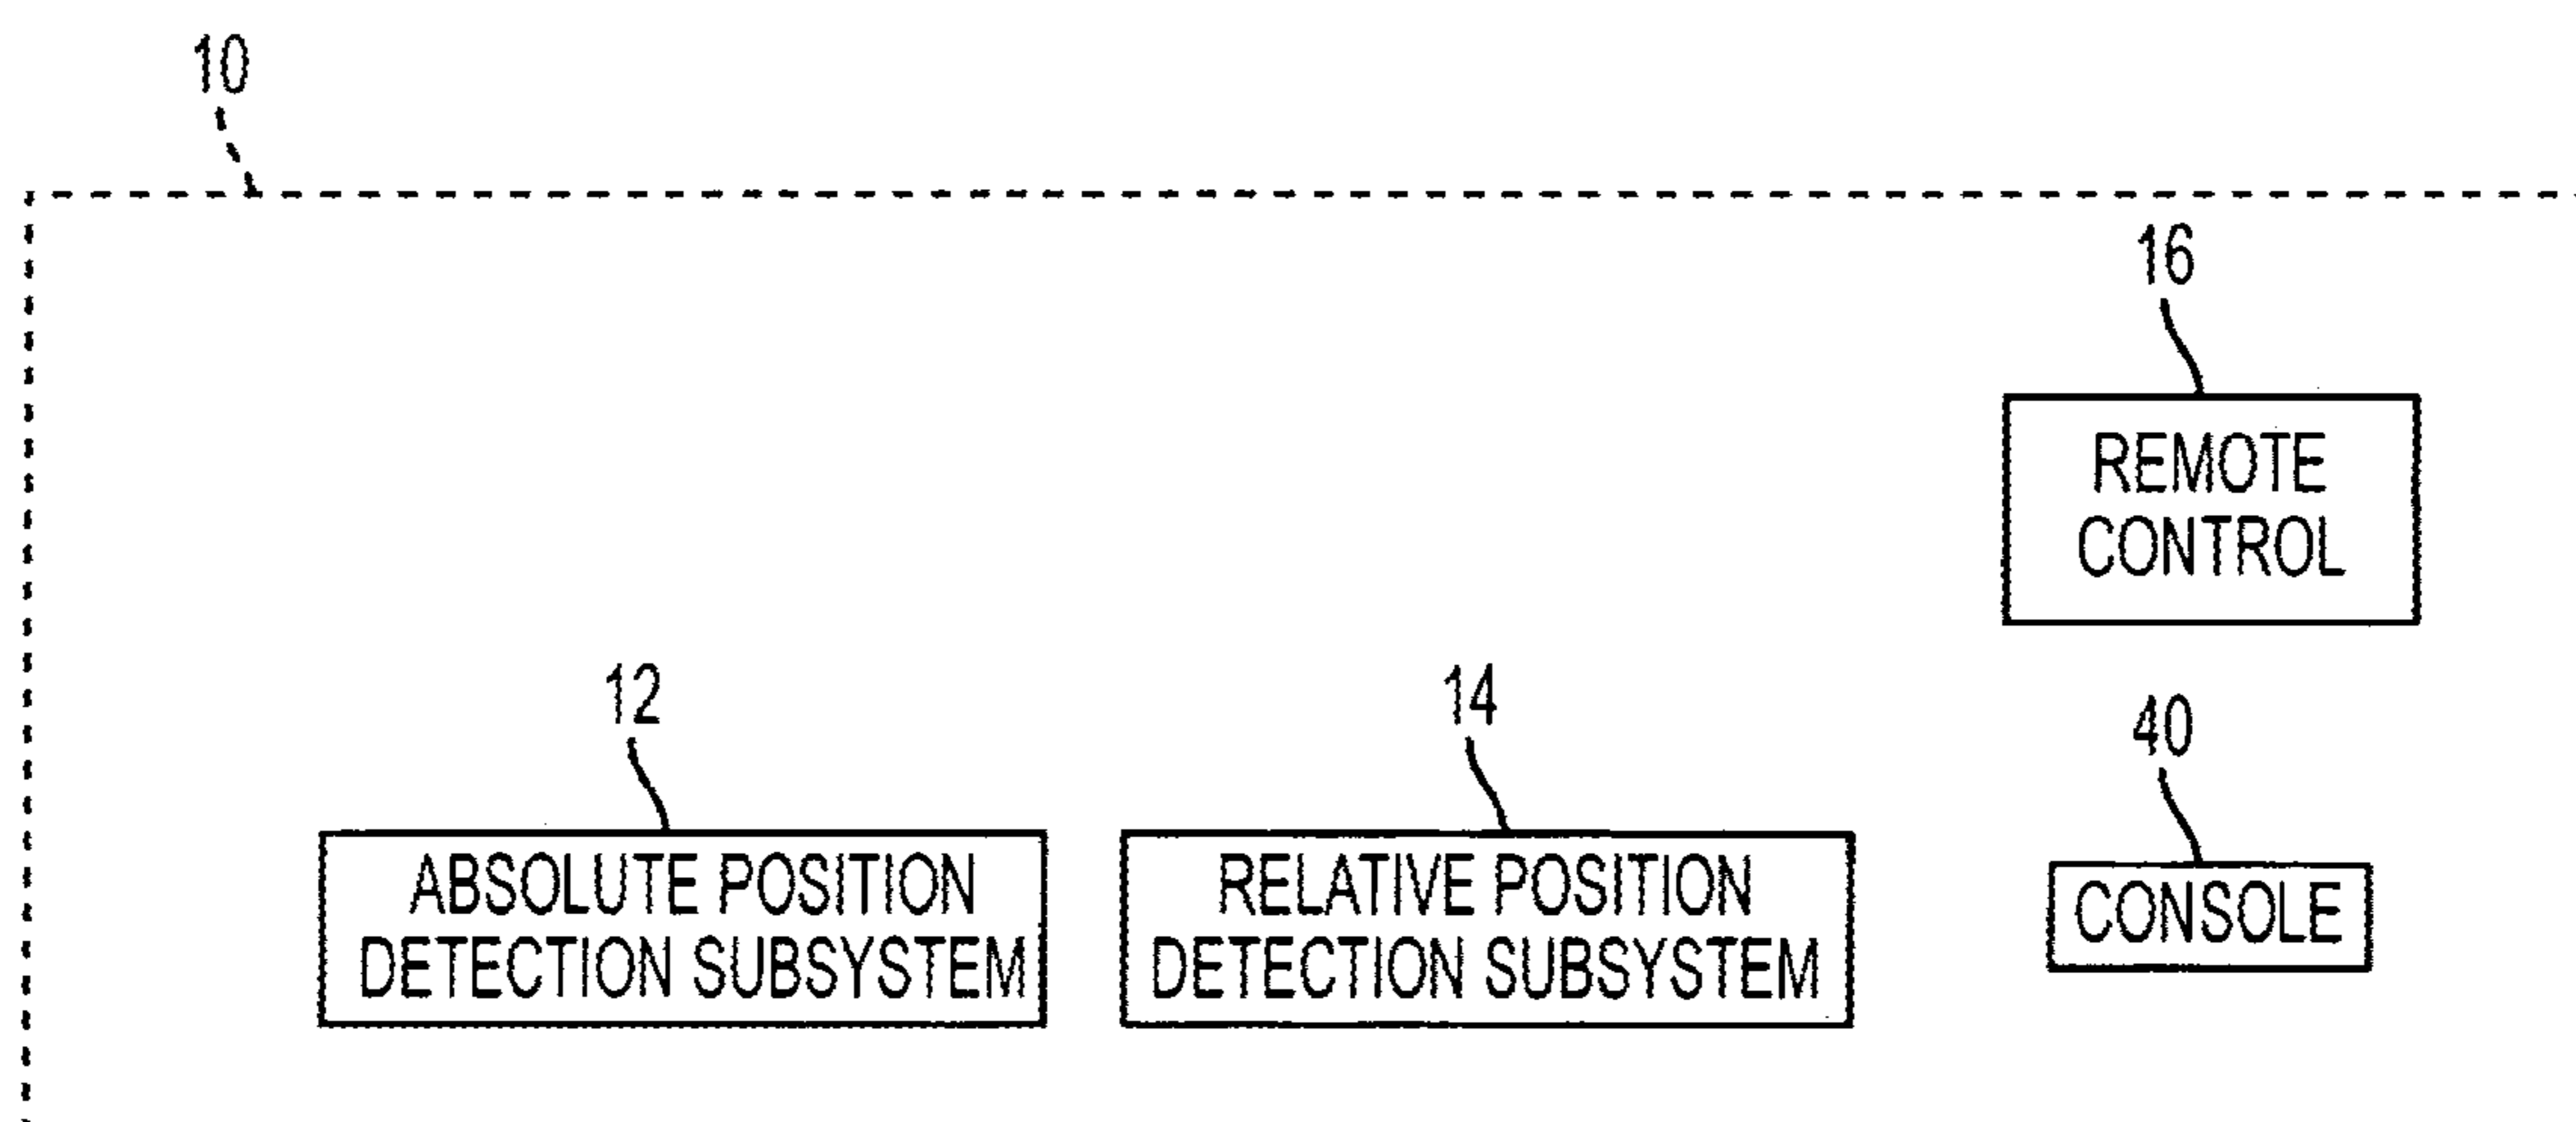 10
16
REMOTE
CONTROL
12
14
40
ABSOLUTE POSITION
DETECTION SUBSYSTEM
RELATIVE POSITION
DETECTION SUBSYSTEM
CONSOLE